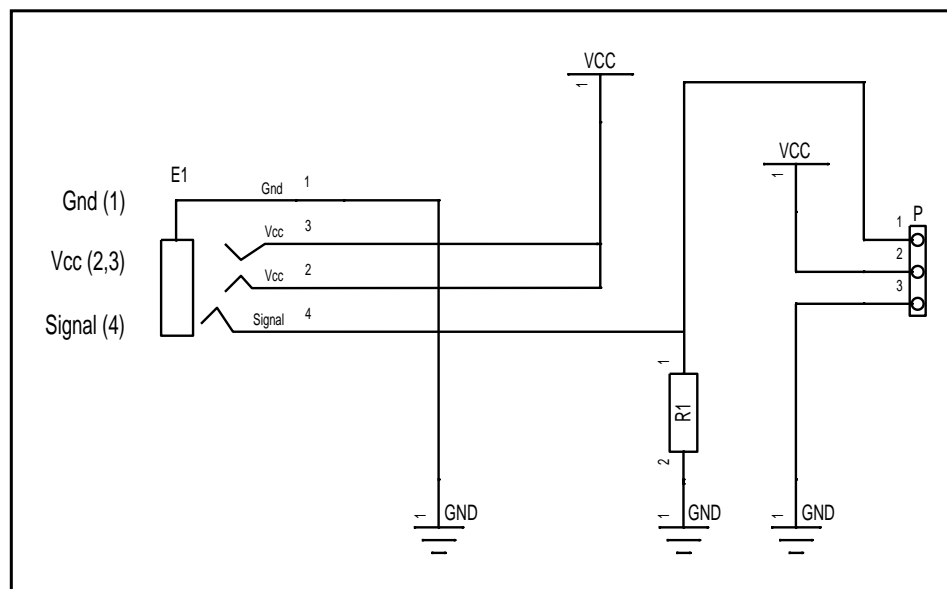 VCC
1
VCC
1
E1
Gnd (1)
Gnd 1
P
1
Vcc 3
Vcc (2,3)
2
Vcc 2
3
Signal (4)
Signal 4
1
R1
2
1 GND
1 GND
1 GND